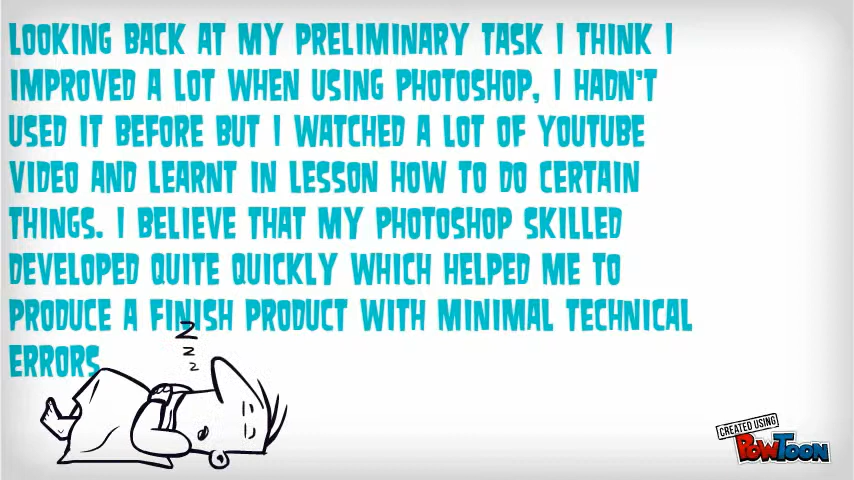 LOOKING BACK AT MY PRELIMINARY TASK I THINK I
IMPROVED A LOT WHEN USING PHOTOSHOP, I HADN'T
USED IT BEFORE BUT I WATCHED A LOT OF YOUTUBE
VIDEO AND LEARNT IN LESSON HOW TO DO CERTAIN
THINGS. I BELIEVE THAT MY PHOTOSHOP SKILLED
DEVELOPED QUITE QUICKLY WHICH HELPED ME TO
PRODUCE A FINISH PRODUCT WITH MINIMAL TECHNICAL
ERRORS
Z
Z
Z
CREATED USING
POWTOON